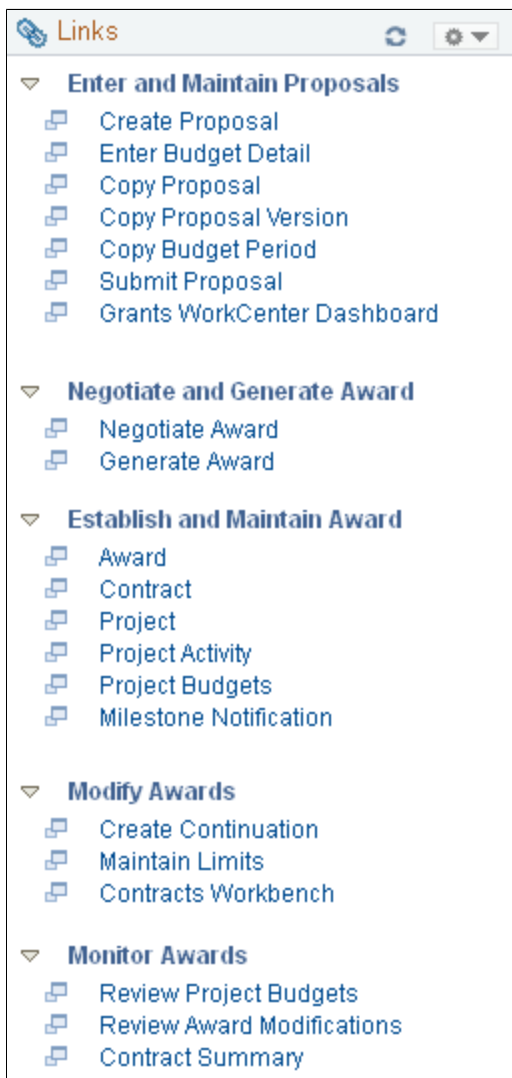 Links
Enter and Maintain Proposals
Create Proposal
Enter Budget Detail
Copy Proposal
Copy Proposal Version
Copy Budget Period
Submit Proposal
Grants WorkCenter Dashboard
Negotiate and Generate Award
Negotiate Award
Generate Award
Establish and Maintain Award
Award
Contract
Project
Project Activity
Project Budgets
Milestone Notification
Modify Awards
Create Continuation
Maintain Limits
Contracts Workbench
Monitor Awards
Review Project Budgets
Review Award Modifications
Contract Summary